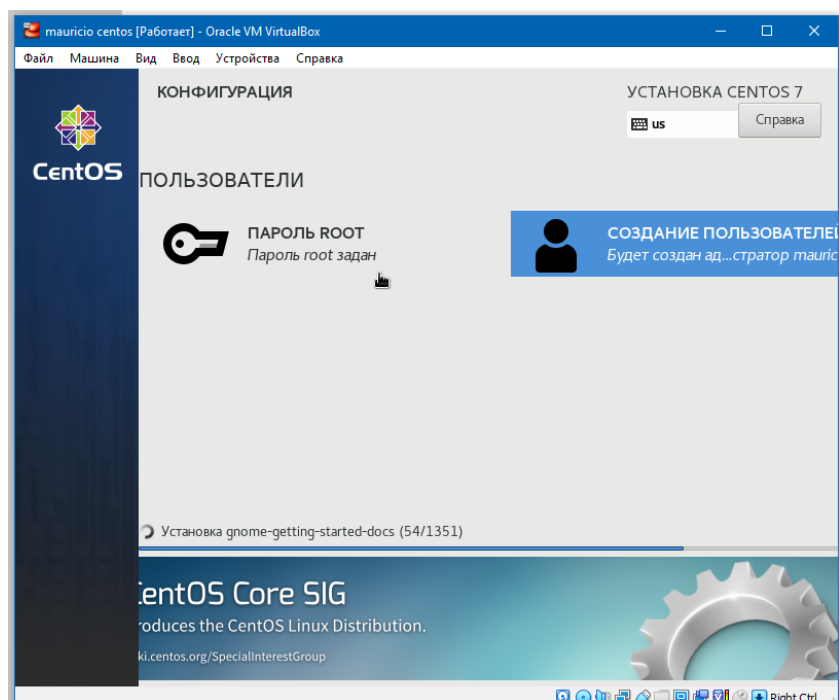 mauricio centos [Работает] - Oracle VM VirtualBox
Файл Машина Вид Ввод Устройства Справка
КОНФИГУРАЦИЯ
УСТАНОВКА CENTOS 7
us
Справка
CentOS
ПОЛЬЗОВАТЕЛИ
ПАРОЛЬ ROOT
Пароль root задан
СОЗДАНИЕ ПОЛЬЗОВАТЕЛЕЙ
Будет создан ад...стратор mauric
Установка gnome-getting-started-docs (54/1351)
CentOS Core SIG
roduces the CentOS Linux Distribution.
ki.centos.org/SpecialInterestGroup
Right Ctrl